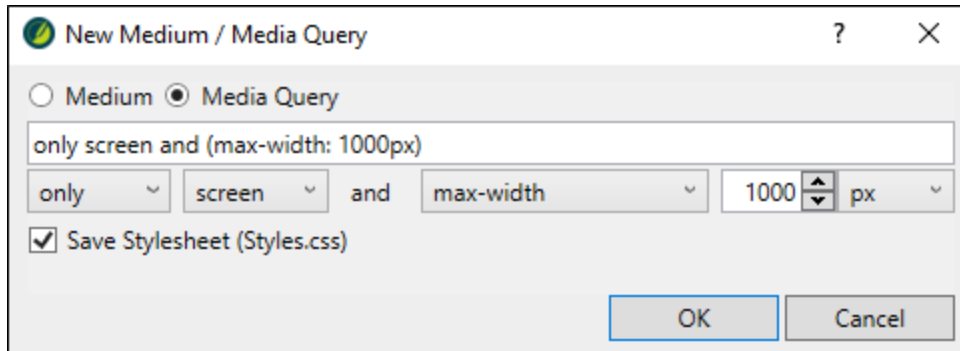 New Medium / Media Query ?
Medium Media Query
only screen and (max-width: 1000px)
only screen and max-width 1000 px
Save Stylesheet (Styles.css)
OK Cancel